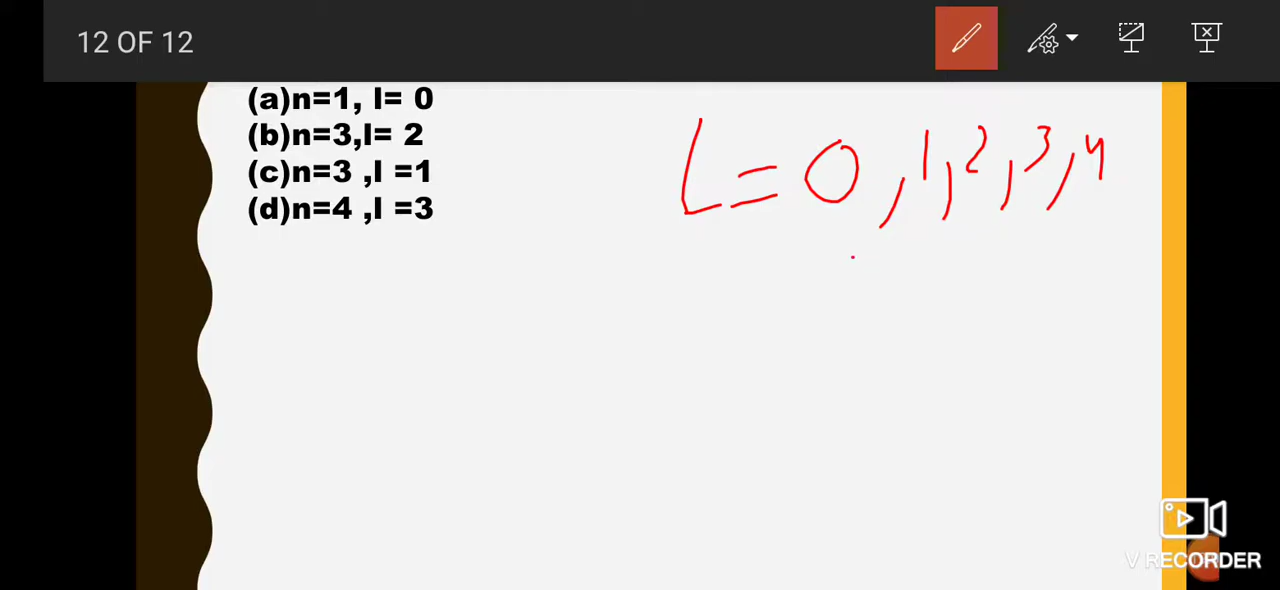 12 OF 12
(a)n=1, l= 0
(b)n=3,l= 2
(c)n=3 ,l =1
(d)n=4 ,l =3
L=0,1,2,3,4
V RECORDER